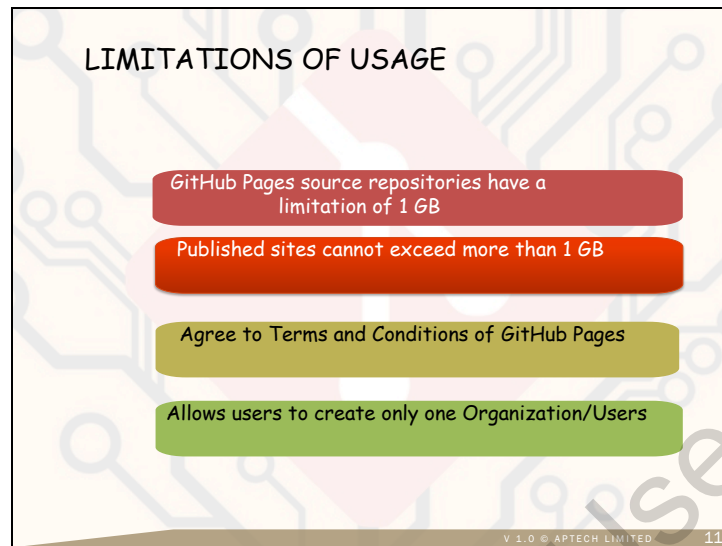 LIMITATIONS OF USAGE
GitHub Pages source repositories have a
limitation of 1 GB
Published sites cannot exceed more than 1 GB
Agree to Terms and Conditions of GitHub Pages
Allows users to create only one Organization/Users
V 1.0 © APTECH LIMITED
11
Use